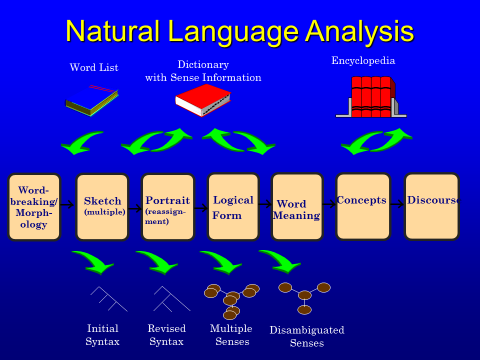 Natural Language Analysis
Word List
Dictionary
with Sense Information
Encyclopedia
Word-
breaking/
Morph-
ology
Sketch
(multiple)
Portrait
(reassign-
ment)
Logical
Form
Word
Meaning
Concepts
Discourse
Initial
Syntax
Revised
Syntax
Multiple
Senses
Disambiguated
Senses